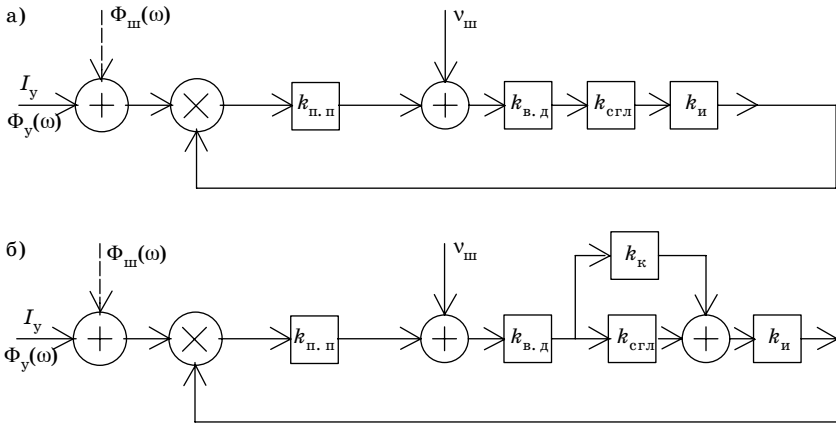 а)
Φш(ω)
νш
Iу
Φу(ω)
+
×
kп. п
+
kв. д
kсгл
kи
б)
Φш(ω)
νш
kк
Iу
Φу(ω)
+
×
kп. п
+
kв. д
kсгл
+
kи